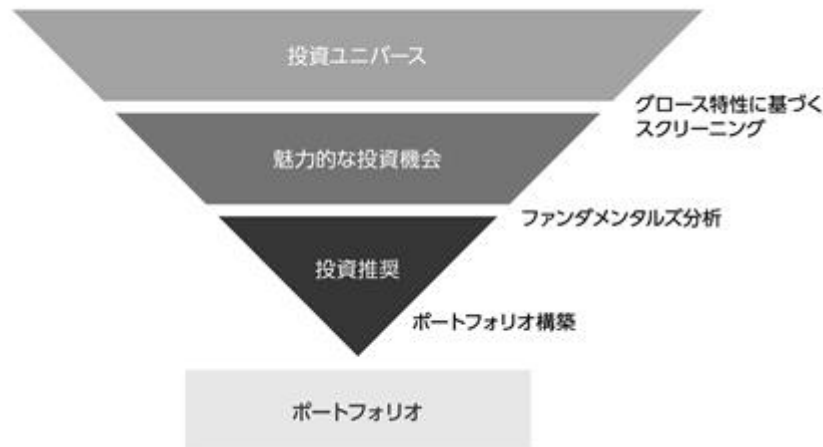 投資ユニバース
グロース特性に基づく
スクリーニング
魅力的な投資機会
ファンダメンタルズ分析
投資推奨
ポートフォリオ構築
ポートフォリオ